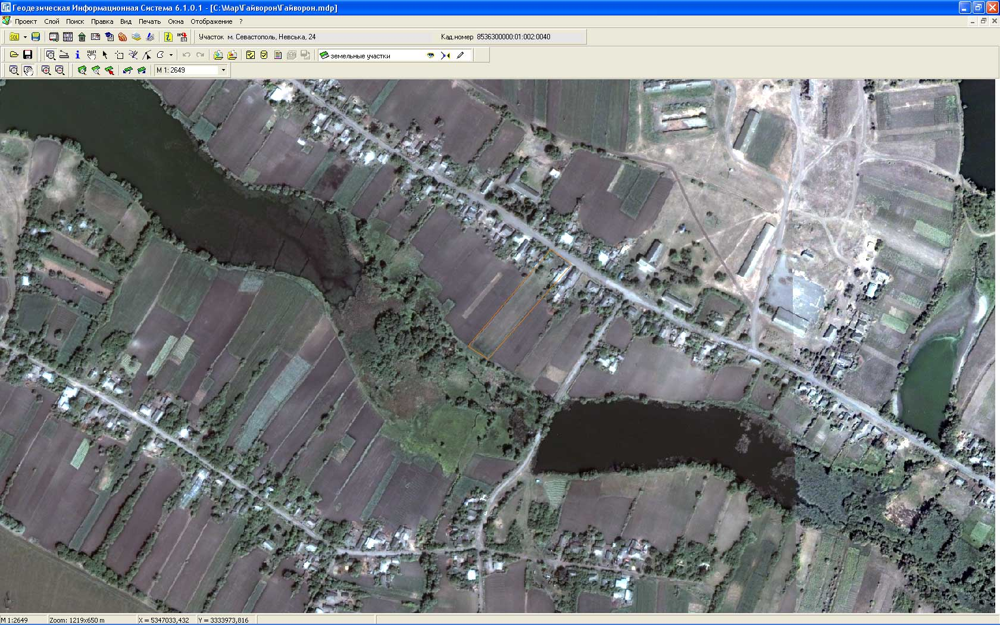 Геодезическая Информационная Система 6.1.0.1 - [C:\Map\Гайворон\Гайворон.mdp]
Проект Слой Поиск Правка Вид Печать Окна Отображение ?
SQL Участок м. Севастополь, Невська, 24 Кад.номер 8536300000:01:002:0040
земельные участки
M 1: 2649
M 1:2649 Zoom: 1219x650 m X = 5347033,432 Y = 3333973,816